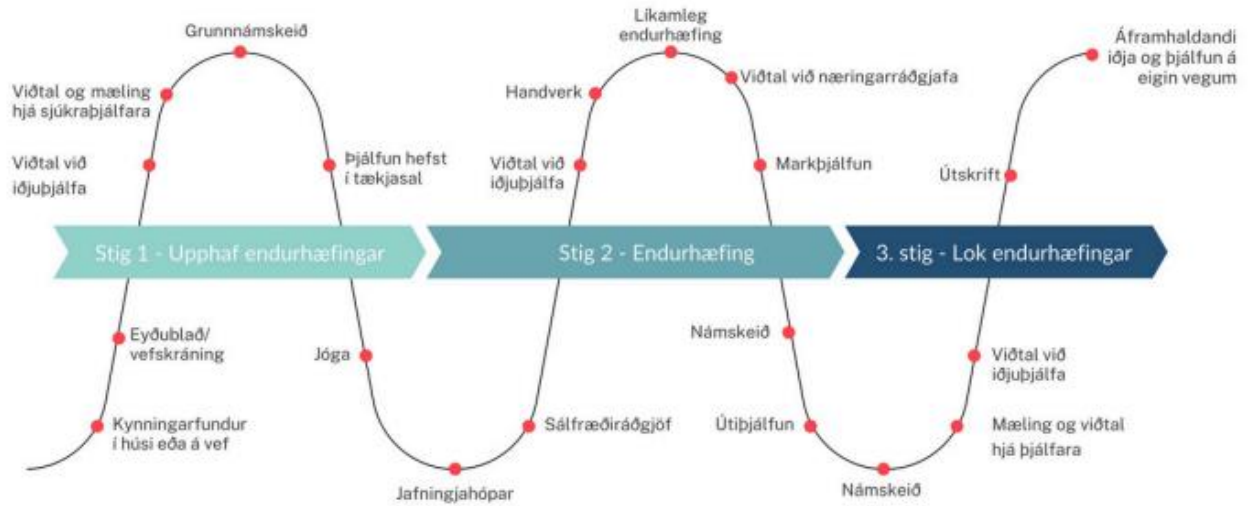 Grunnnámskeið
Viðtal og mæling
hjá sjúkraþjálfara
Viðtal við
iðjuþjálfa
Þjálfun hefst
í tækjasal
Líkamleg
endurhæfing
Handverk
Viðtal við næringarráðgjafa
Viðtal við
iðjuþjálfa
Markþjálfun
Áframhaldandi
iðja og þjálfun á
eigin vegum
Útskrift
Stig 1 - Upphaf endurhæfingar
Stig 2 - Endurhæfing
3. stig - Lok endurhæfingar
Eyðublað/
vefskráning
Kynningarfundur
í húsi eða á vef
Jóga
Jafningjahópar
Sálfræðiráðgjöf
Námskeið
Útiþjálfun
Námskeið
Viðtal við
iðjuþjálfa
Mæling og viðtal
hjá þjálfara